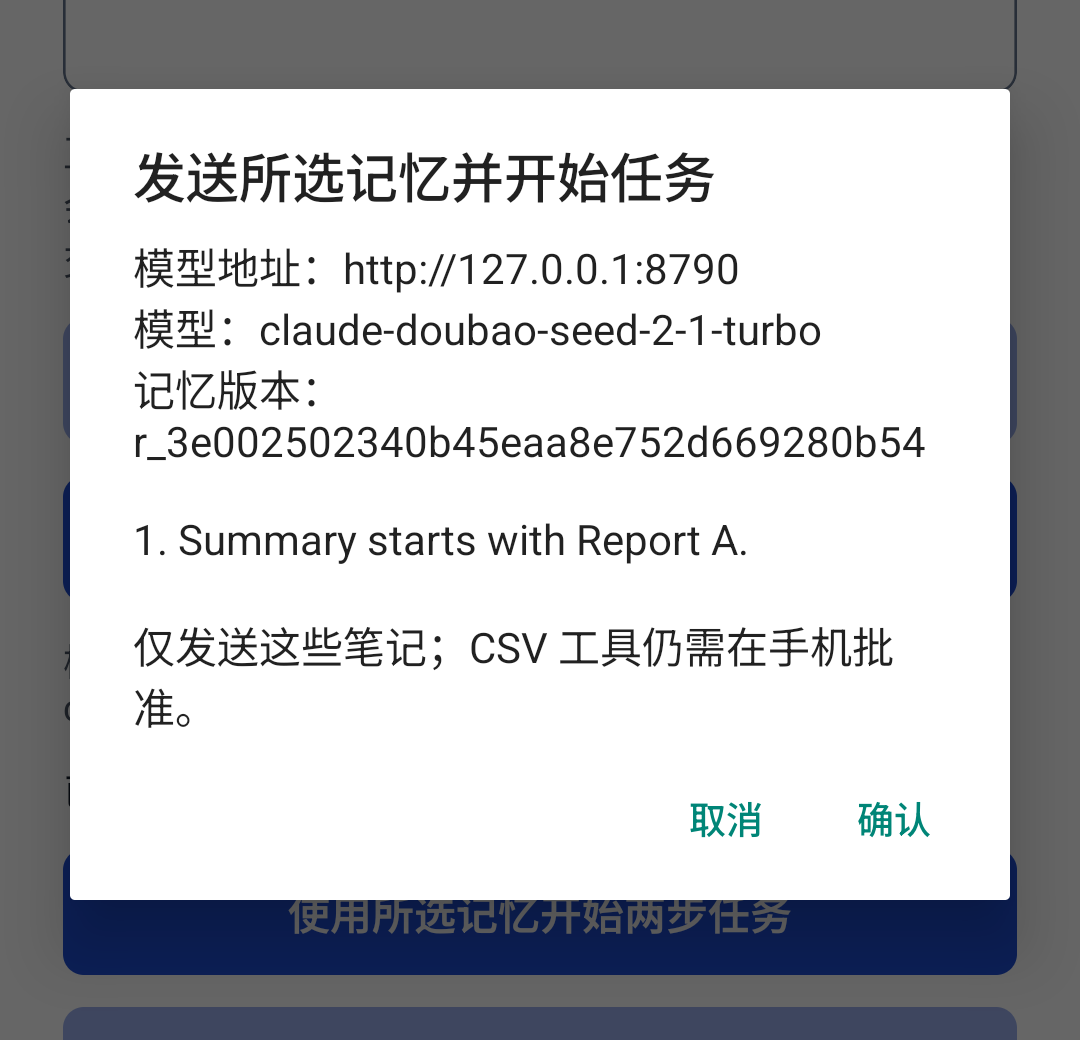 发送所选记忆并开始任务
模型地址：http://127.0.0.1:8790
模型：claude-doubao-seed-2-1-turbo
记忆版本：
r_3e002502340b45eaa8e752d669280b54
1. Summary starts with Report A.
仅发送这些笔记；CSV 工具仍需在手机批
准。
取消
确认
使用所选记忆开始两步任务